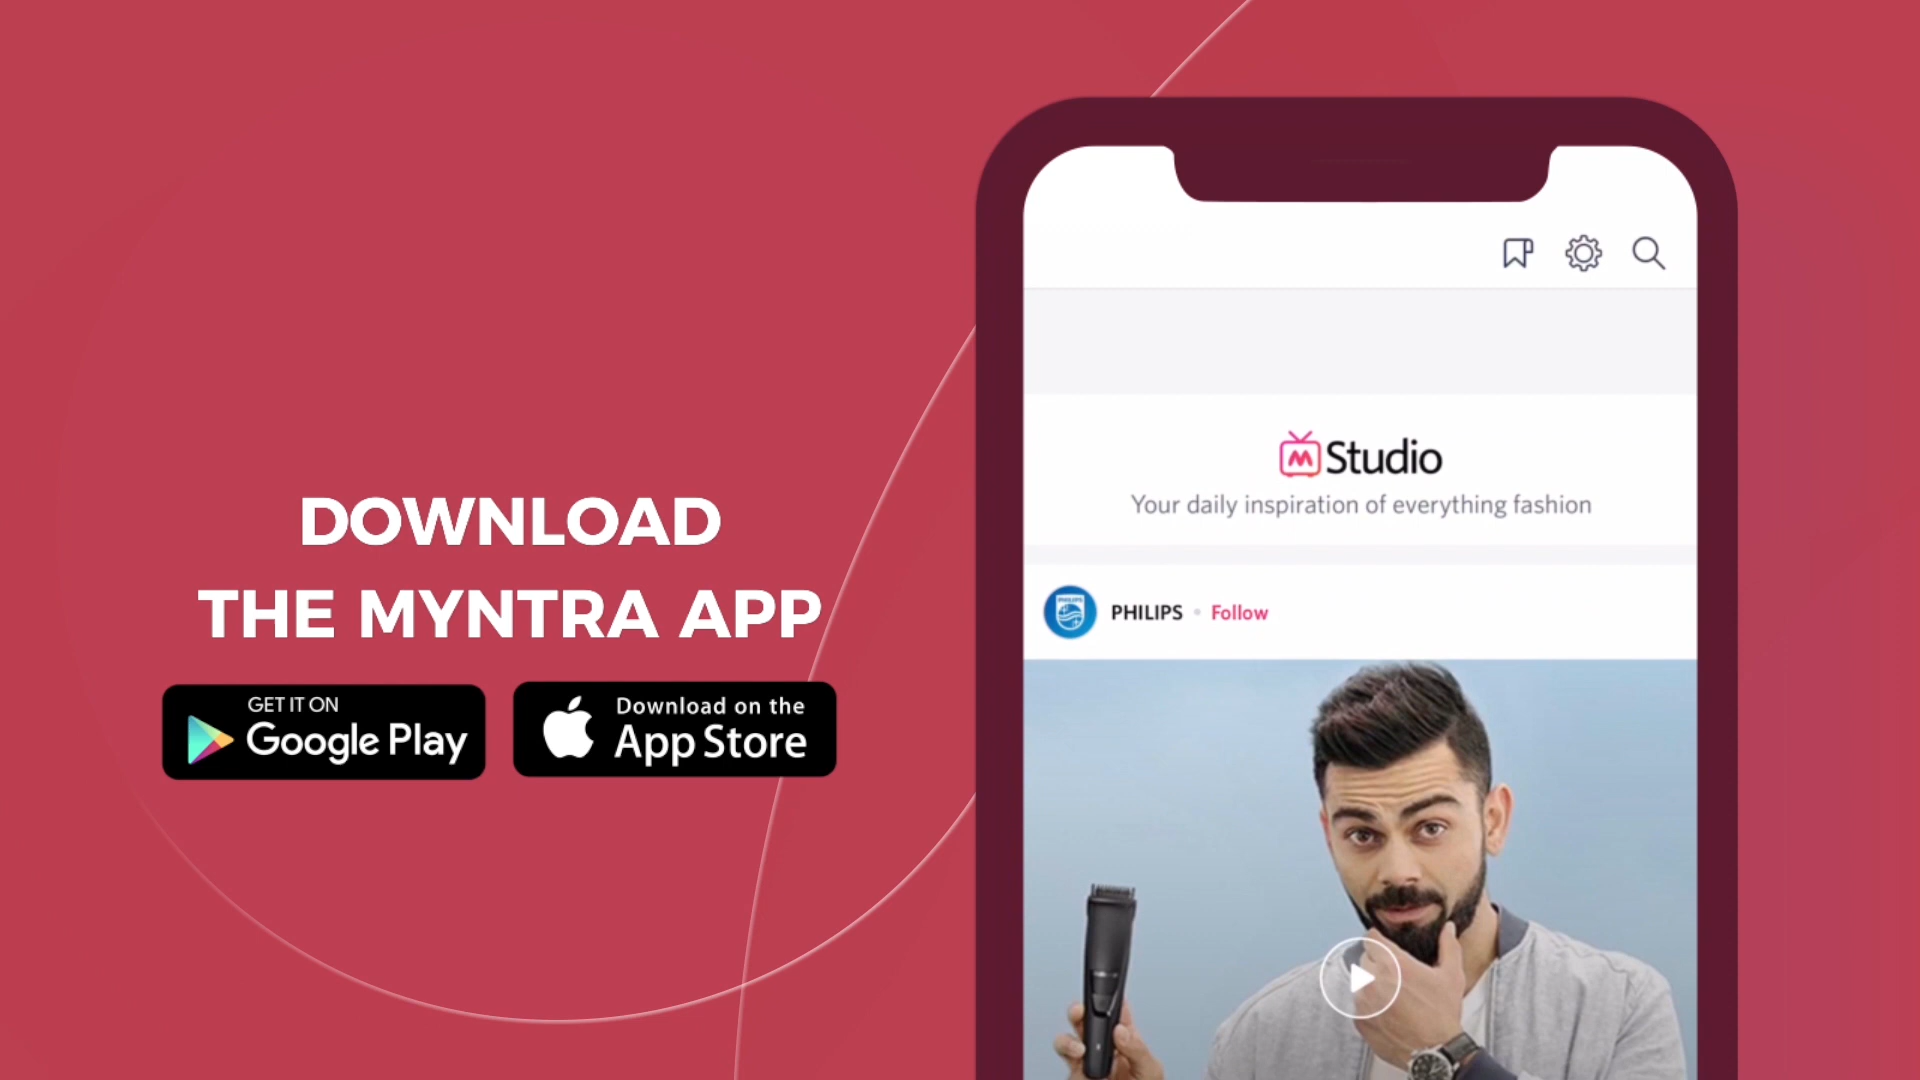 DOWNLOAD
THE MYNTRA APP
GET IT ON
Google Play
Download on the
App Store
Studio
Your daily inspiration of everything fashion
PHILIPS • Follow